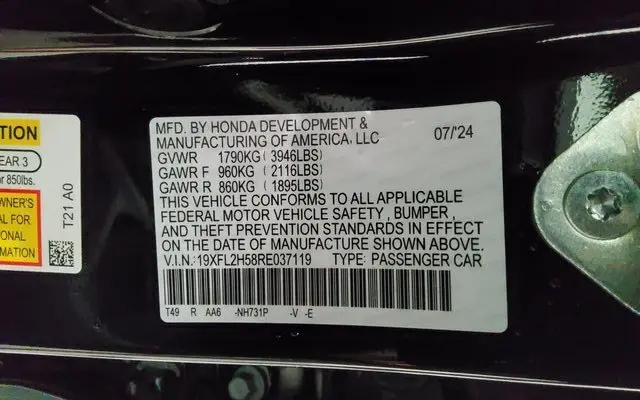 TION
EAR 3
r 850lbs.
WNER'S
AL FOR
IONAL
MATION
T21 A0
MFD. BY HONDA DEVELOPMENT &
MANUFACTURING OF AMERICA, LLC 07/'24
GVWR 1790KG ( 3946LBS)
GAWR F 960KG ( 2116LBS)
GAWR R 860KG ( 1895LBS)
THIS VEHICLE CONFORMS TO ALL APPLICABLE
FEDERAL MOTOR VEHICLE SAFETY , BUMPER ,
AND THEFT PREVENTION STANDARDS IN EFFECT
ON THE DATE OF MANUFACTURE SHOWN ABOVE.
V.I.N.:19XFL2H58RE037119 TYPE: PASSENGER CAR
T49 R AA6 -NH731P -V -E